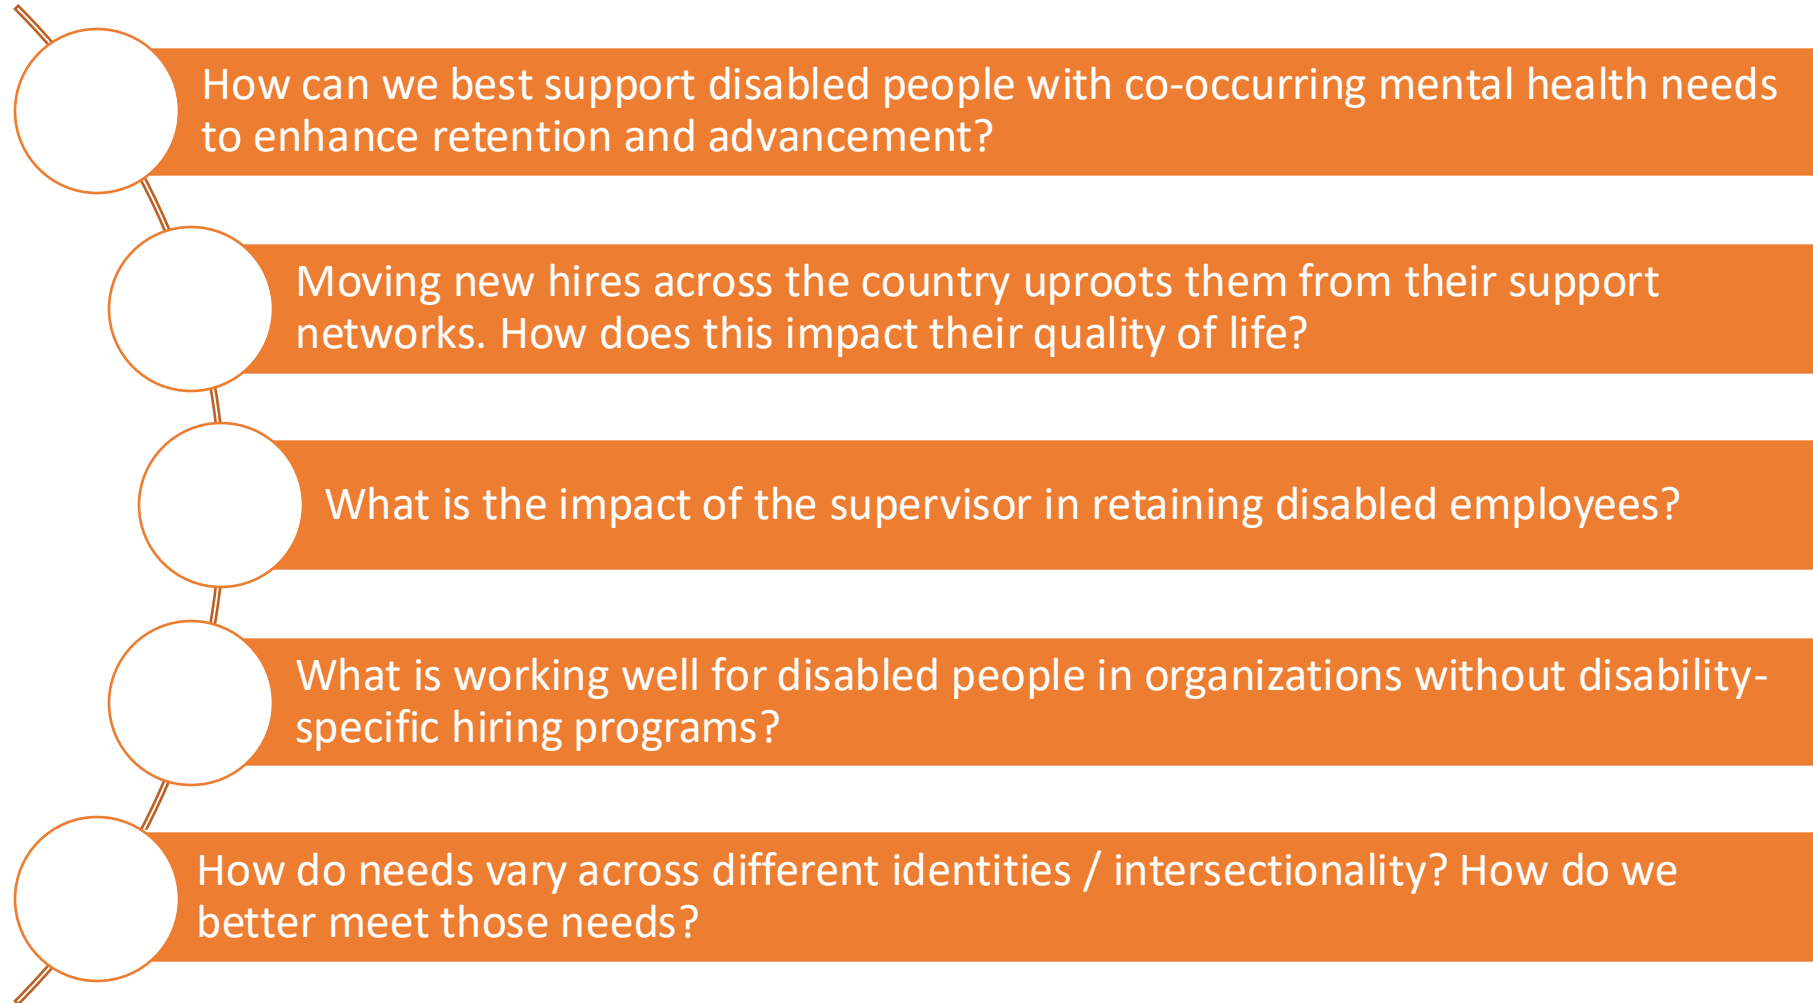 How can we best support disabled people with co-occurring mental health needs
to enhance retention and advancement?
Moving new hires across the country uproots them from their support
networks. How does this impact their quality of life?
What is the impact of the supervisor in retaining disabled employees?
What is working well for disabled people in organizations without disability-
specific hiring programs?
How do needs vary across different identities / intersectionality? How do we
better meet those needs?